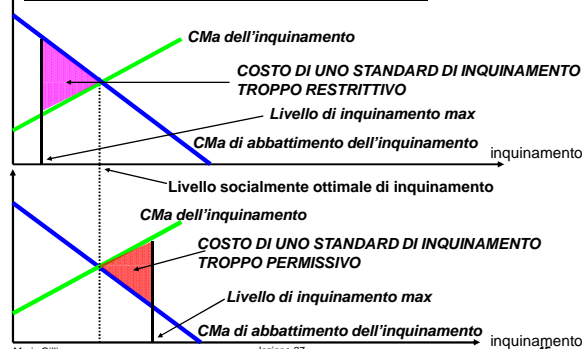 CMa dell'inquinamento
COSTO DI UNO STANDARD DI INQUINAMENTO
TROPPO RESTRITTIVO
Livello di inquinamento max
CMa di abbattimento dell'inquinamento
inquinamento
Livello socialmente ottimale di inquinamento
CMa dell'inquinamento
COSTO DI UNO STANDARD DI INQUINAMENTO
TROPPO PERMISSIVO
Livello di inquinamento max
CMa di abbattimento dell'inquinamento
inquinamento